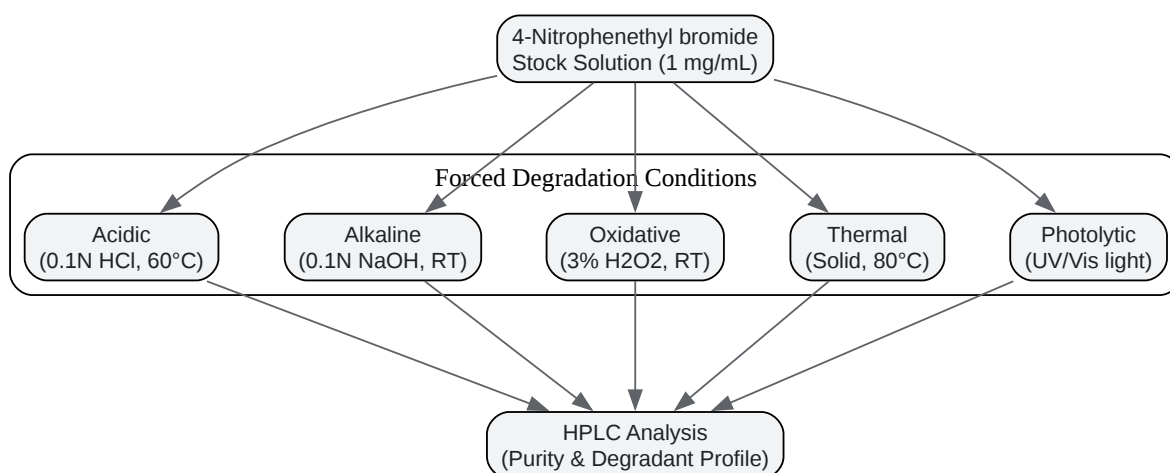 4-Nitrophenethyl bromide
Stock Solution (1 mg/mL)
Forced Degradation Conditions
Acidic
(0.1N HCl, 60°C)
Alkaline
(0.1N NaOH, RT)
Oxidative
(3% H2O2, RT)
Thermal
(Solid, 80°C)
Photolytic
(UV/Vis light)
HPLC Analysis
(Purity & Degradant Profile)